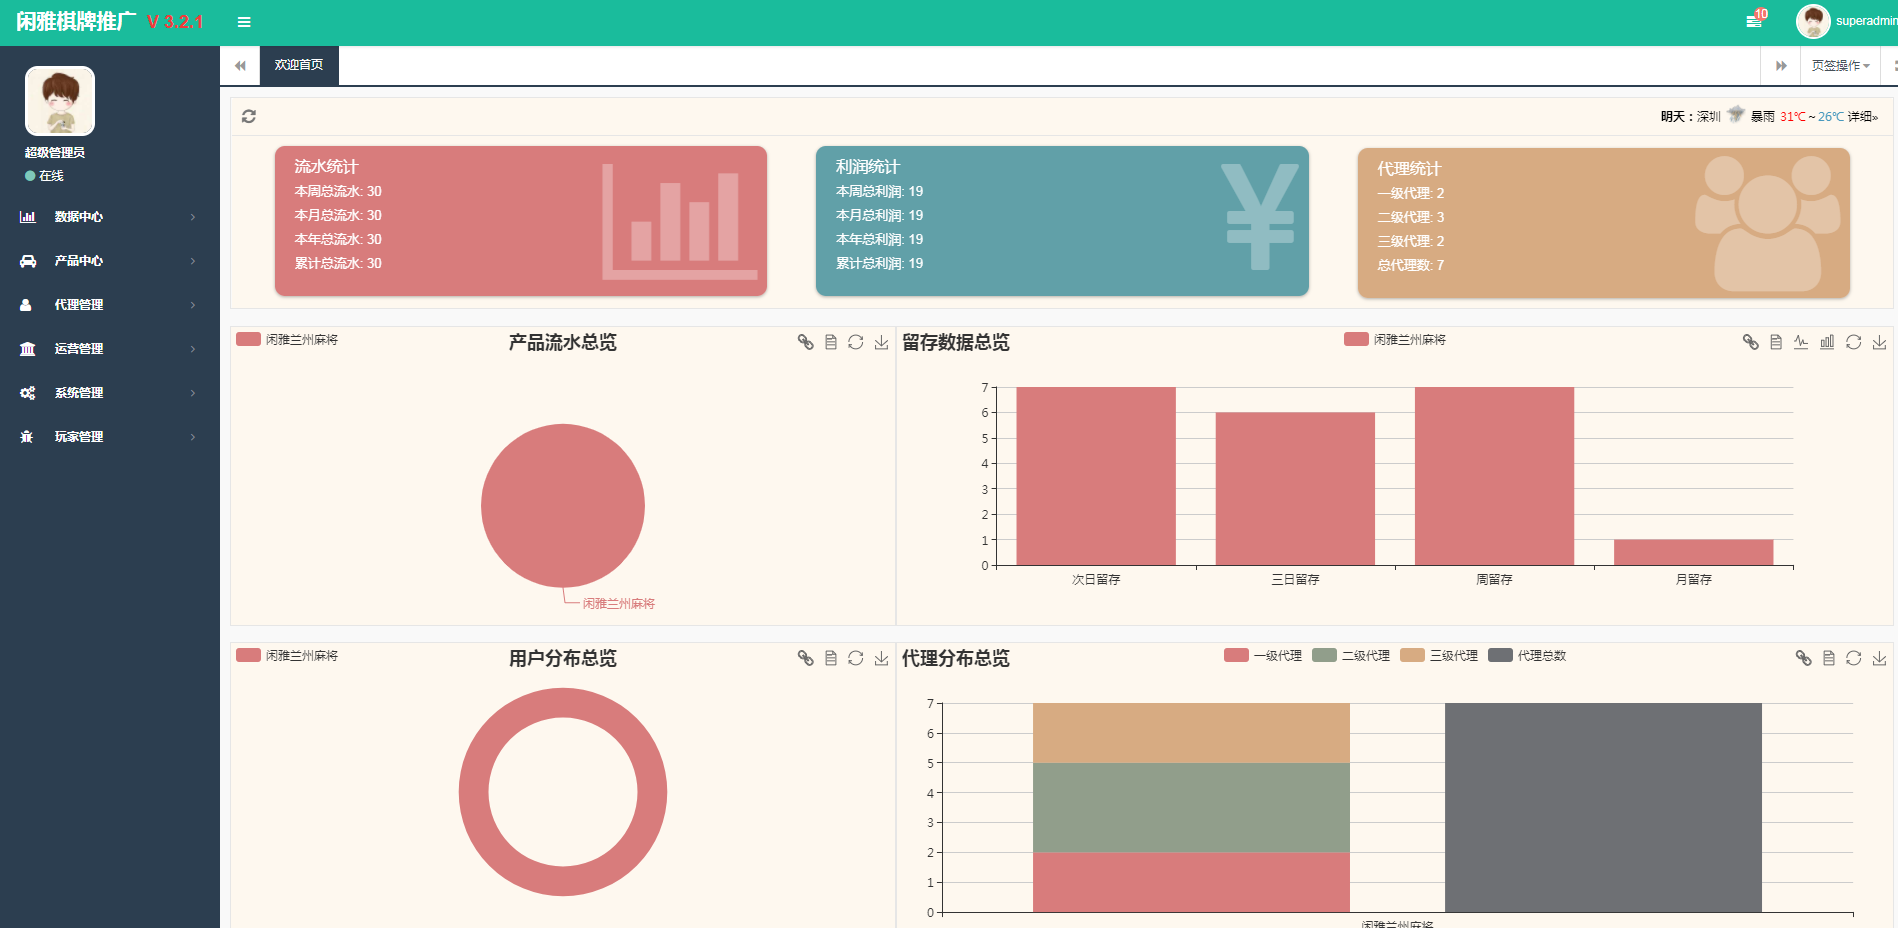 闲雅棋牌推广 V 3.2.1
10
superadmin
超级管理员
在线
数据中心
产品中心
代理管理
运营管理
系统管理
玩家管理
欢迎首页
页签操作
明天：深圳 暴雨 31℃～26℃ 详细»
流水统计
本周总流水: 30
本月总流水: 30
本年总流水: 30
累计总流水: 30
利润统计
本周总利润: 19
本月总利润: 19
本年总利润: 19
累计总利润: 19
¥
代理统计
一级代理: 2
二级代理: 3
三级代理: 2
总代理数: 7
闲雅兰州麻将
产品流水总览
闲雅兰州麻将
留存数据总览
闲雅兰州麻将
7
6
5
4
3
2
1
0
次日留存 三日留存 周留存 月留存
闲雅兰州麻将
用户分布总览
代理分布总览
一级代理 二级代理 三级代理 代理总数
7
6
5
4
3
2
1
0
闲雅兰州麻将